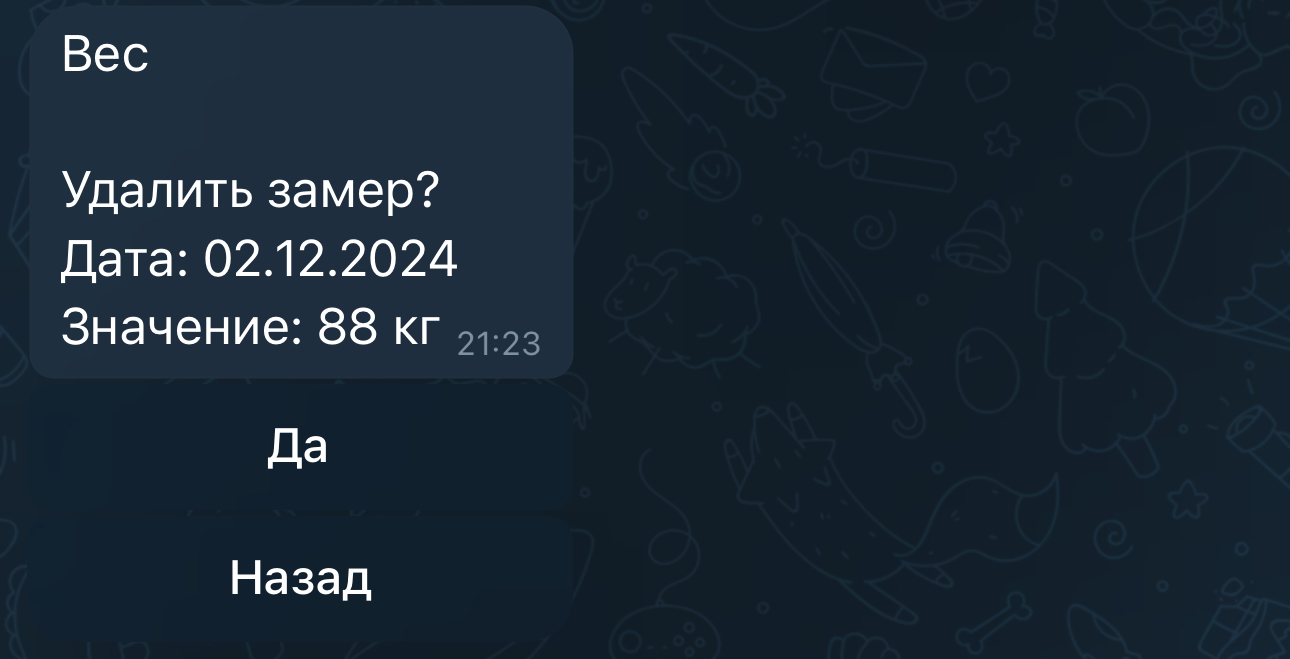 Вес
Удалить замер?
Дата: 02.12.2024
Значение: 88 кг 21:23
Да
Назад